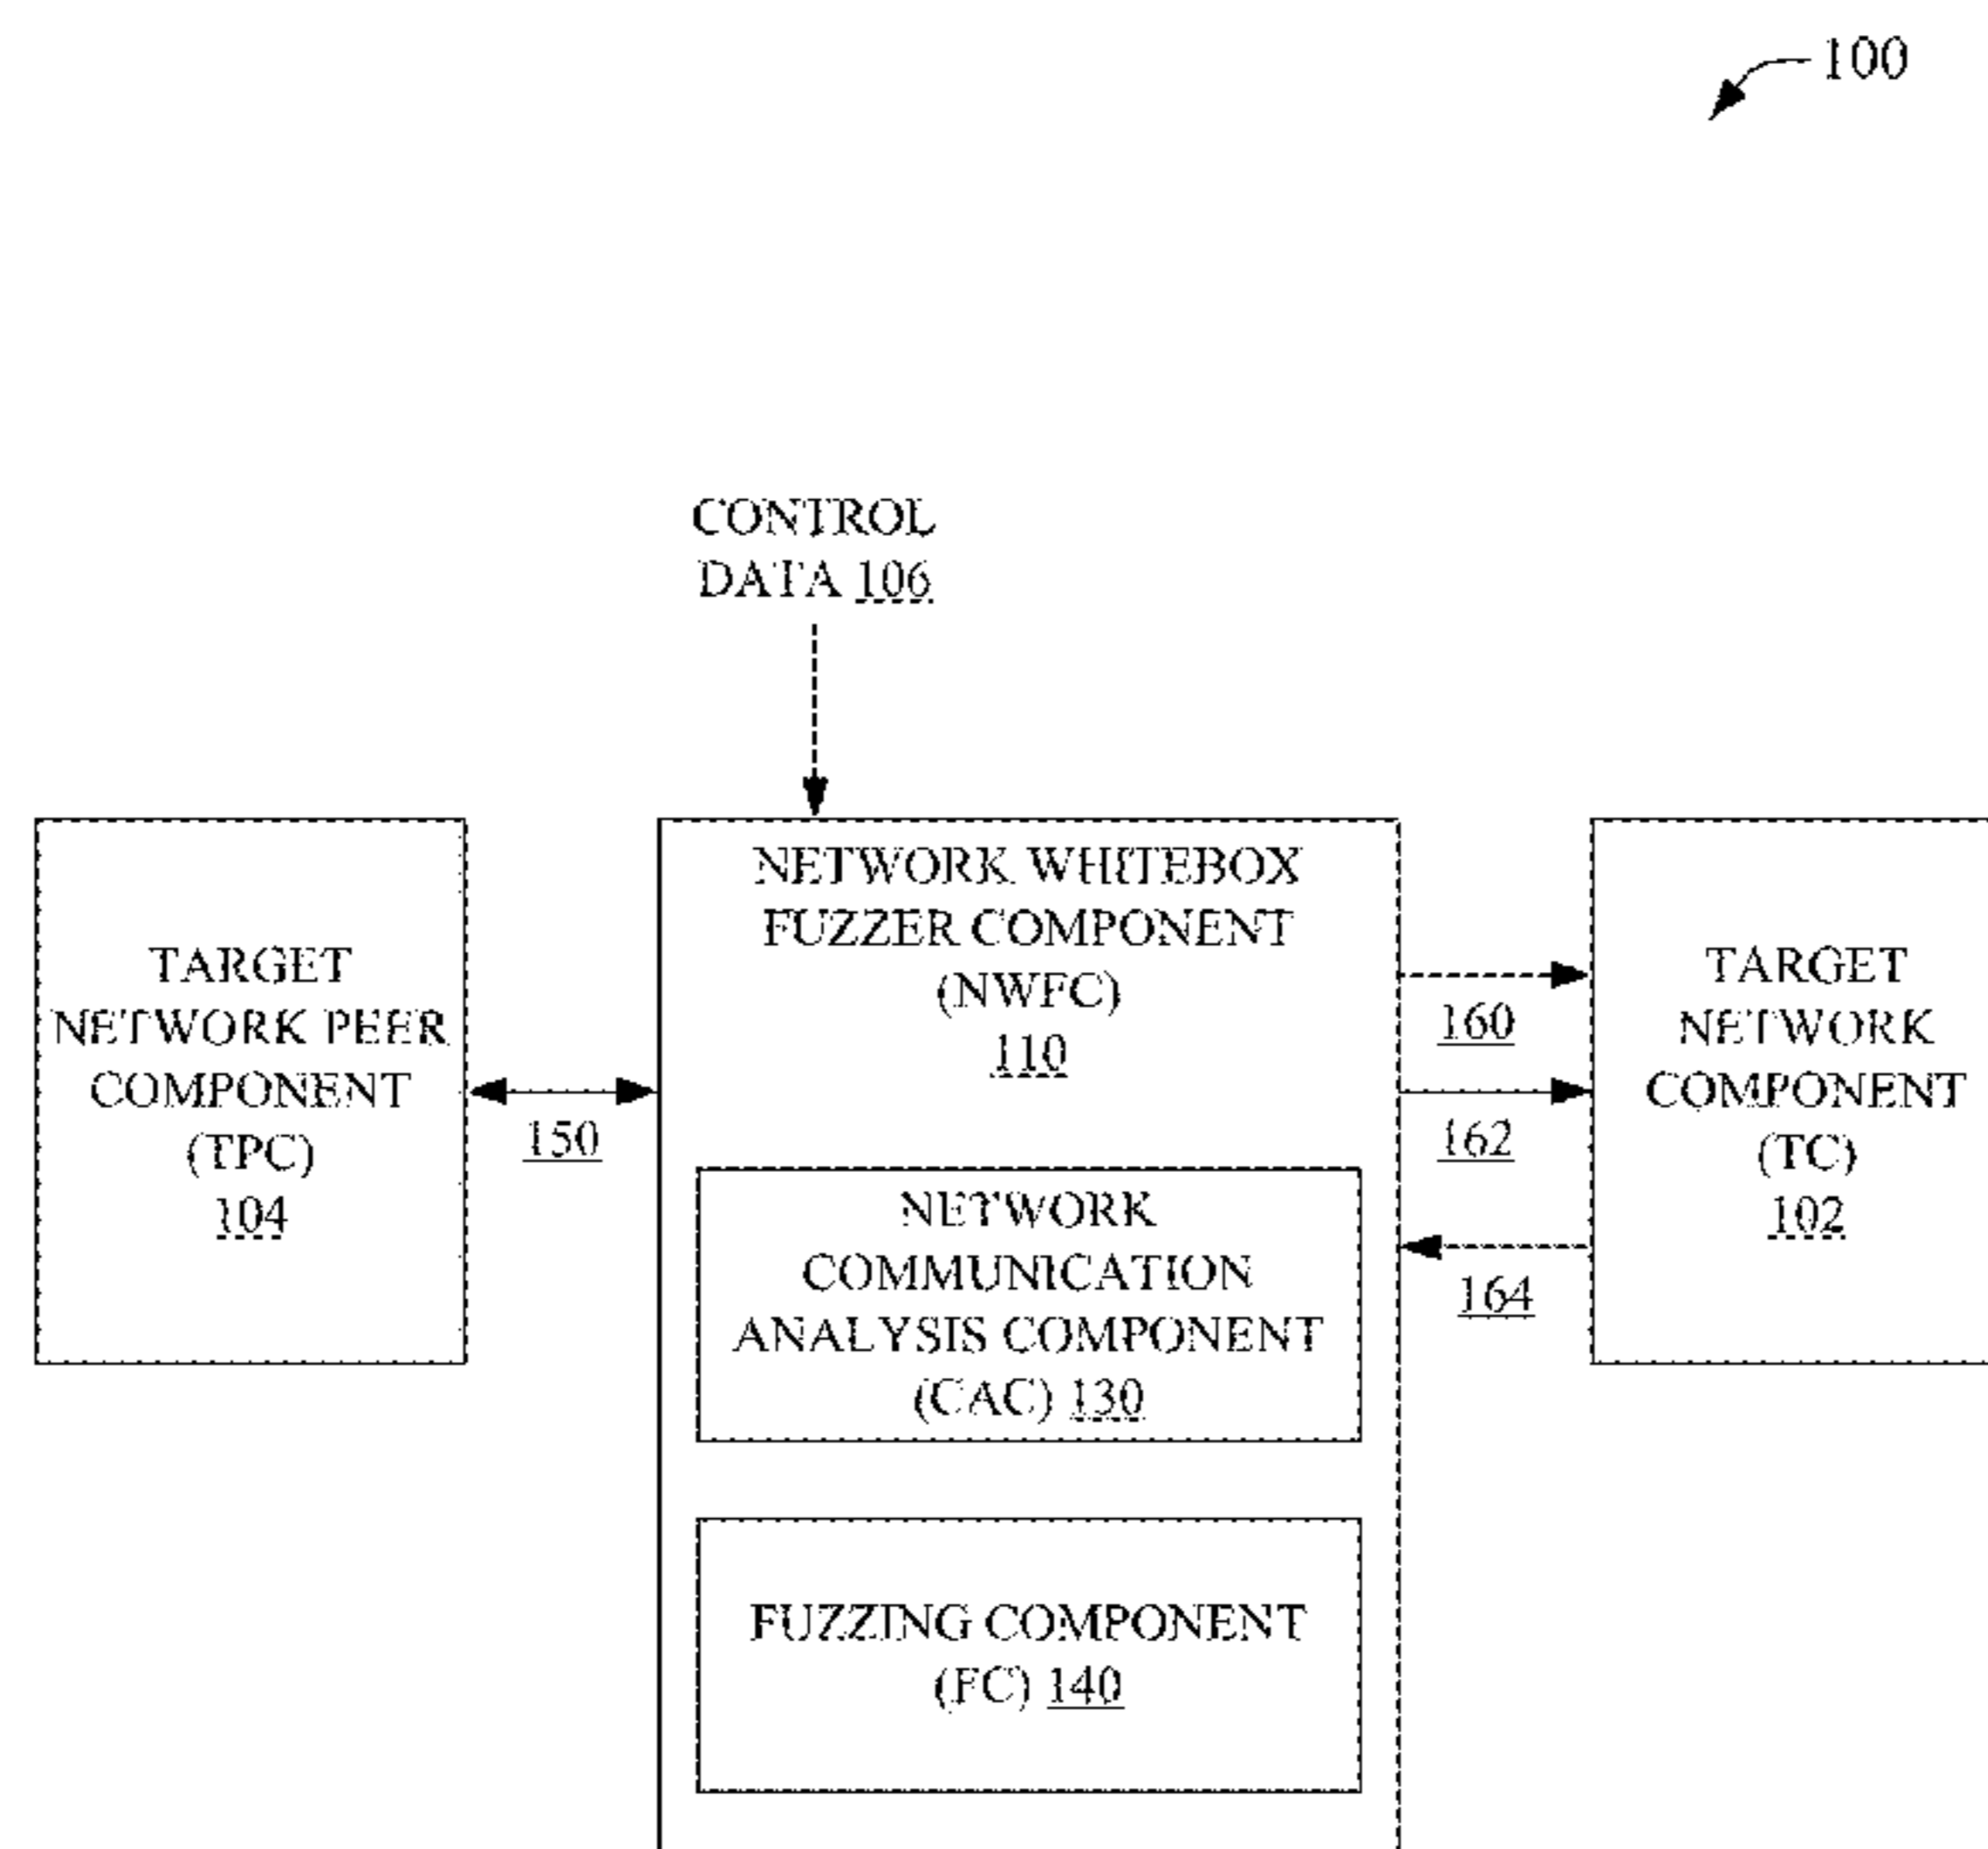 100
CONTROL
DATA 106
TARGET
NETWORK PEER
COMPONENT
(TPC)
104
150
NETWORK WHITEBOX
FUZZER COMPONENT
(NWFC)
110
NETWORK
COMMUNICATION
ANALYSIS COMPONENT
(CAC) 130
FUZZING COMPONENT
(FC) 140
160
162
164
TARGET
NETWORK
COMPONENT
(TC)
102